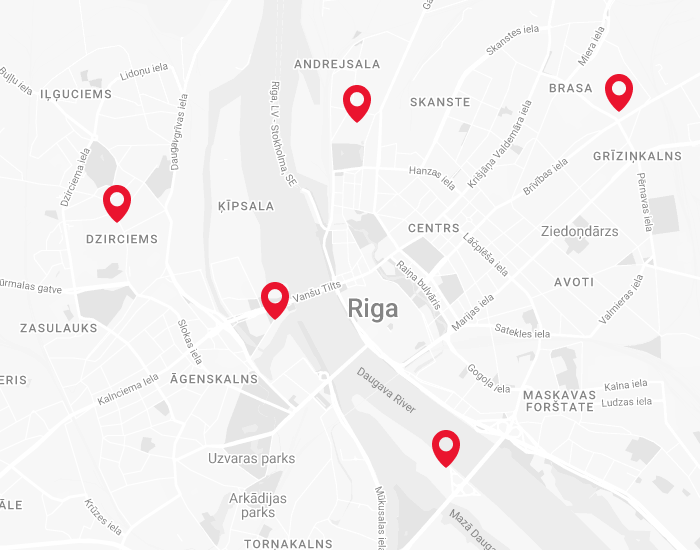 Ga
Skanstes iela
Miera iela
ANDREJSALA
Lidoņu iela
Buļļu iela
IĻĢUCIEMS
BRASA
SKANSTE
Rīga, LV - Stokholma, SE
Daugavgrīvas iela
Krišjāņa Valdemāra iela
GRĪZIŅKALNS
Dzirciema iela
Hanzas iela
Brīvības iela
Pērnavas iela
ĶĪPSALA
DZIRCIEMS
CENTRS
Ziedoņdārzs
Lāčplēša iela
ūrmalas gatve
Raiņa bulvāris
AVOTI
Vanšu Tilts
Riga
Marijas iela
Valmieras iela
ZASULAUKS
Slokas iela
Satekles iela
ERIS
ĀGENSKALNS
Kalnciema Iela
Daugava River
Gogoļa iela
MASKAVAS
FORŠTATE
Kalna iela
Ludzas iela
Uzvaras parks
ĀLE
Krūzes iela
Arkādijas
parks
Mūkusalas iela
Mazā Dauga
TORŅAKALNS